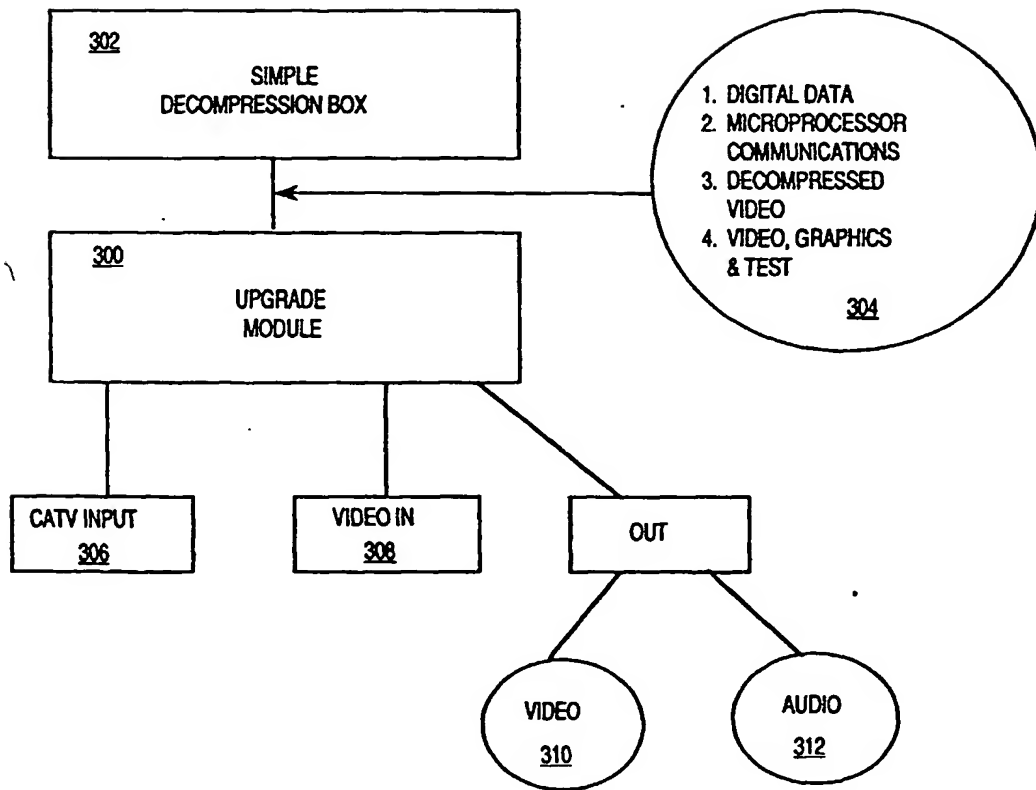 302
SIMPLE
DECOMPRESSION BOX
1. DIGITAL DATA
2. MICROPROCESSOR
COMMUNICATIONS
3. DECOMPRESSED
VIDEO
4. VIDEO, GRAPHICS
& TEST
304
300
UPGRADE
MODULE
CATV INPUT
306
VIDEO IN
308
OUT
VIDEO
310
AUDIO
312